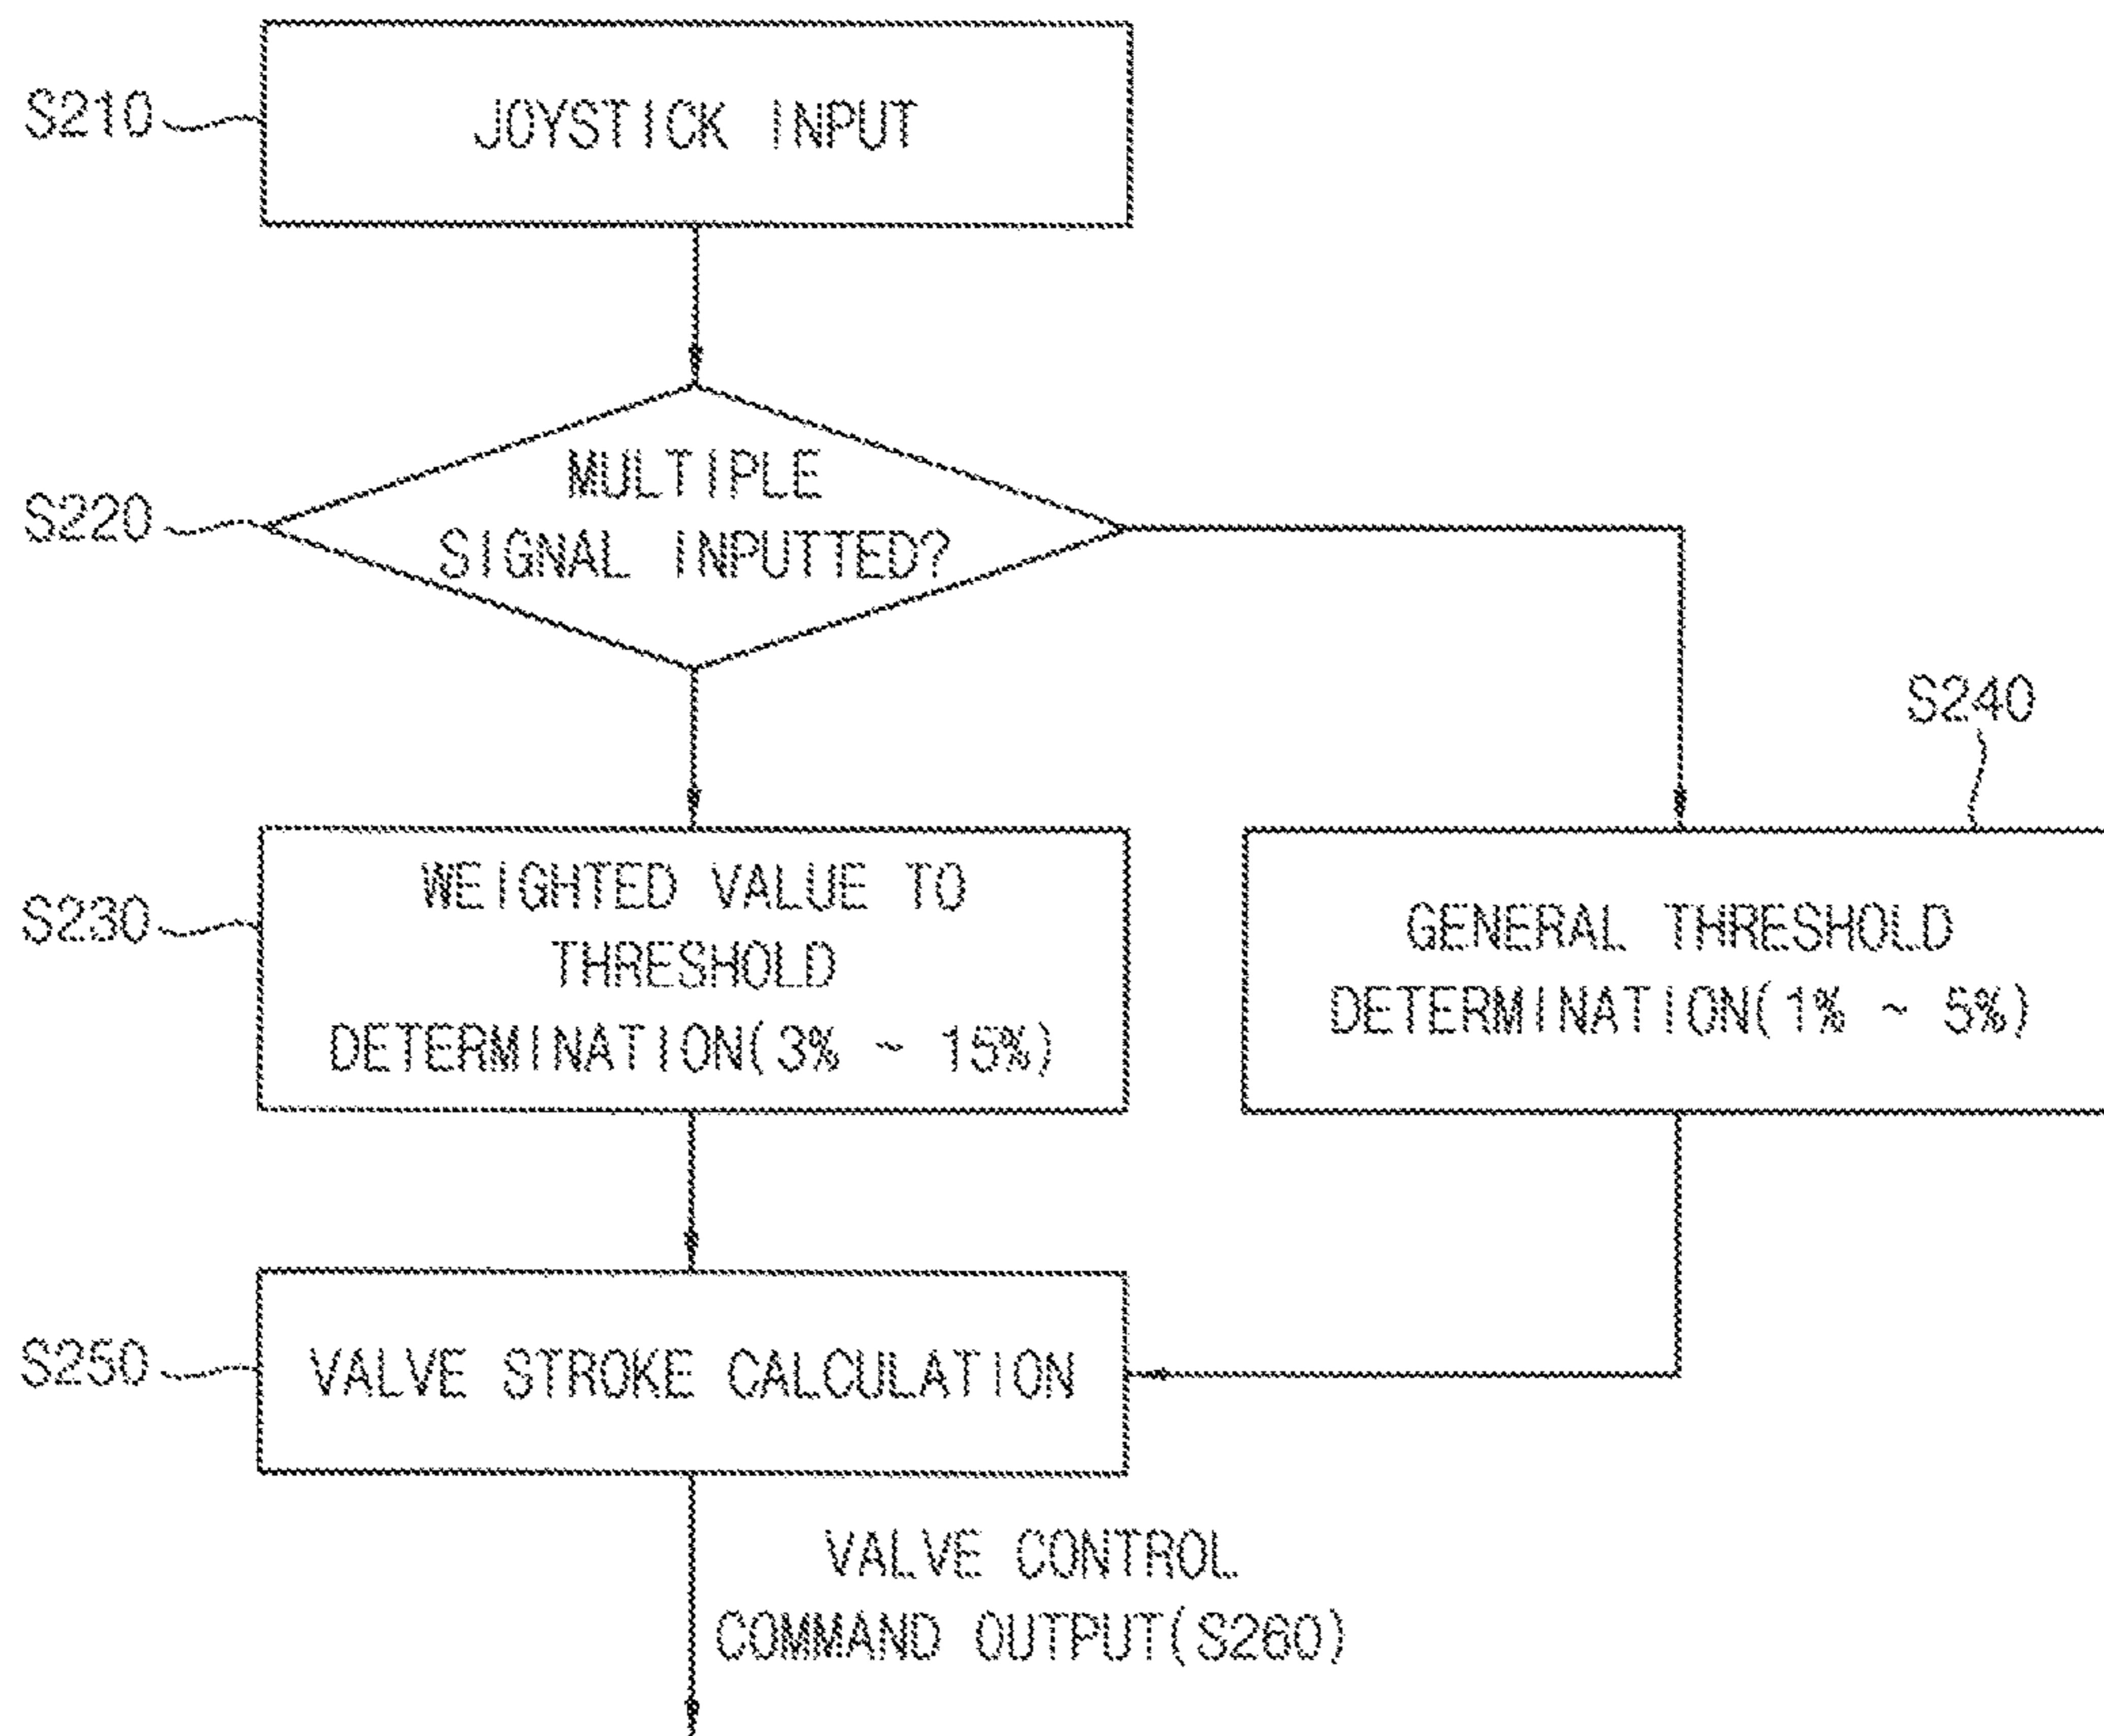 S210
JOYSTICK INPUT
S220
MULTIPLE
SIGNAL INPUTTED?
S240
S230
WEIGHTED VALUE TO
THRESHOLD
DETERMINATION(3% ~ 15%)
GENERAL THRESHOLD
DETERMINATION(1% ~ 5%)
S250
VALVE STROKE CALCULATION
VALVE CONTROL
COMMAND OUTPUT(S260)